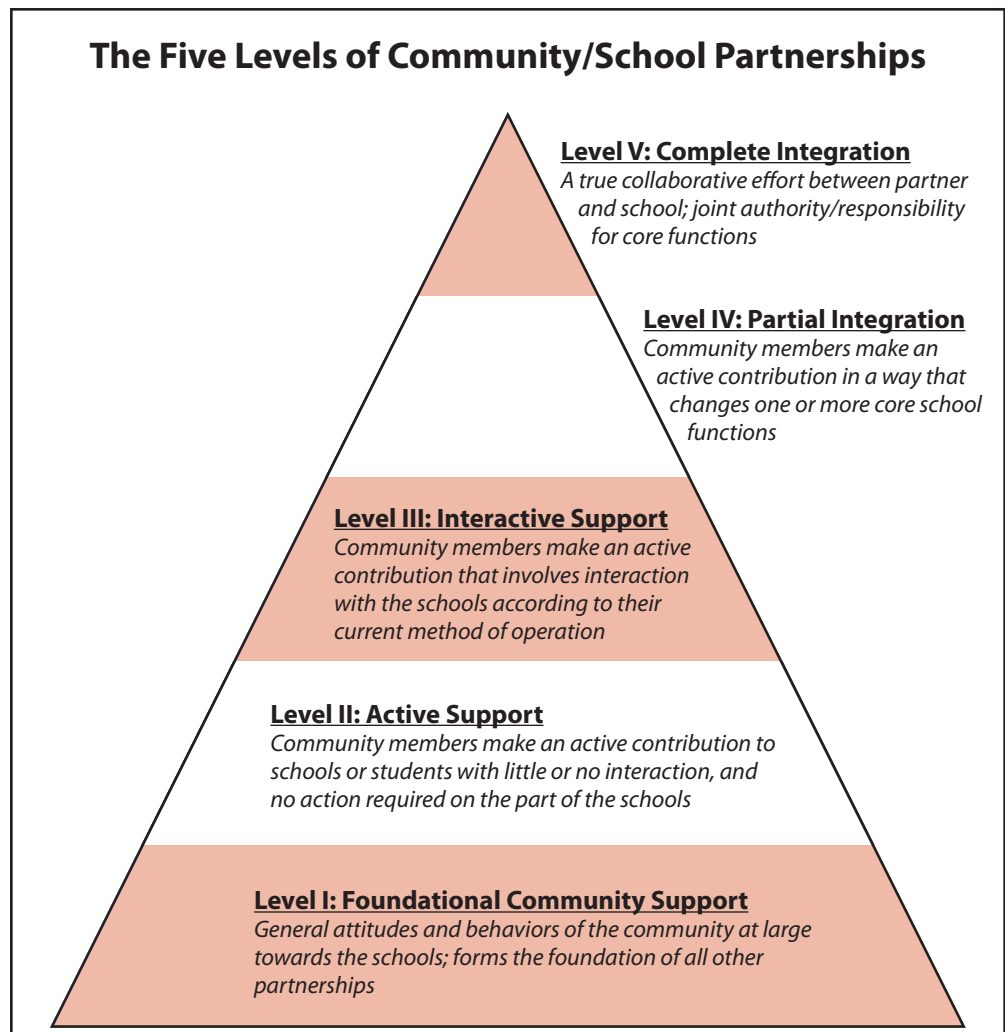 The Five Levels of Community/School Partnerships
Level V: Complete Integration
A true collaborative effort between partner
and school; joint authority/responsibility
for core functions
Level IV: Partial Integration
Community members make an
active contribution in a way that
changes one or more core school
functions
Level III: Interactive Support
Community members make an active
contribution that involves interaction
with the schools according to their
current method of operation
Level II: Active Support
Community members make an active contribution to
schools or students with little or no interaction, and
no action required on the part of the schools
Level I: Foundational Community Support
General attitudes and behaviors of the community at large
towards the schools; forms the foundation of all other
partnerships